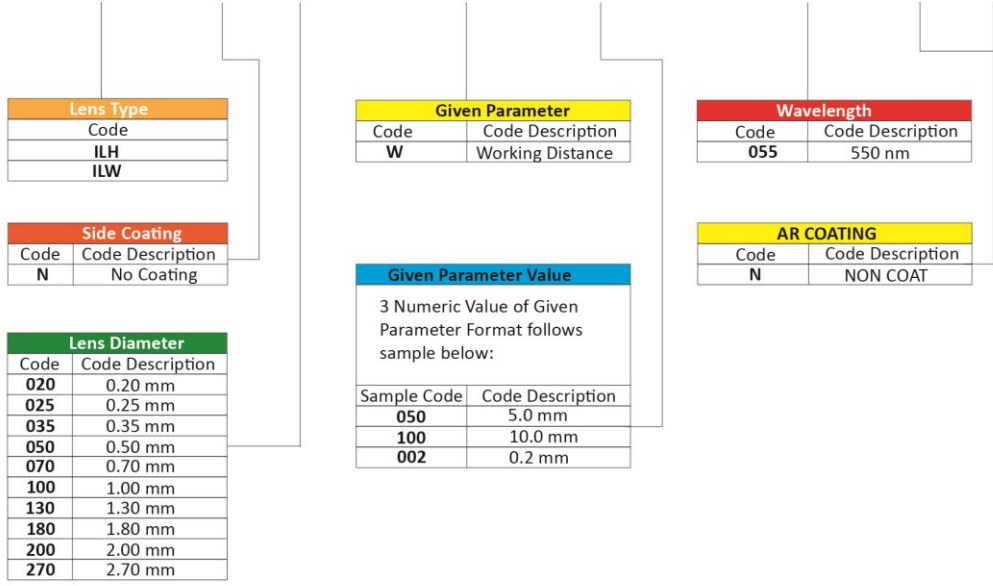 Lens Type
Code
ILH
ILW
Side Coating
Code Code Description
N No Coating
Lens Diameter
Code Code Description
020 0.20 mm
025 0.25 mm
035 0.35 mm
050 0.50 mm
070 0.70 mm
100 1.00 mm
130 1.30 mm
180 1.80 mm
200 2.00 mm
270 2.70 mm
Given Parameter
Code Code Description
W Working Distance
Given Parameter Value
3 Numeric Value of Given
Parameter Format follows
sample below:
Sample Code Code Description
050 5.0 mm
100 10.0 mm
002 0.2 mm
Wavelength
Code Code Description
055 550 nm
AR COATING
Code Code Description
N NON COAT